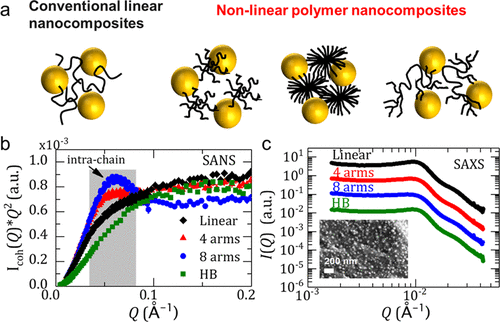 a
Conventional linear
nanocomposites
Non-linear polymer nanocomposites
b
×10⁻³
1.0
0.8
0.6
0.4
0.2
0.0
I_coh(Q)*Q² (a.u.)
intra-chain
SANS
Linear
4 arms
8 arms
HB
0.0
0.1
0.2
Q (Å⁻¹)
c
10¹
10⁰
10⁻¹
10⁻²
10⁻³
10⁻⁴
10⁻⁵
10⁻⁶
I(Q) (a.u.)
SAXS
Linear
4 arms
8 arms
HB
200 nm
10⁻³
10⁻²
Q (Å⁻¹)